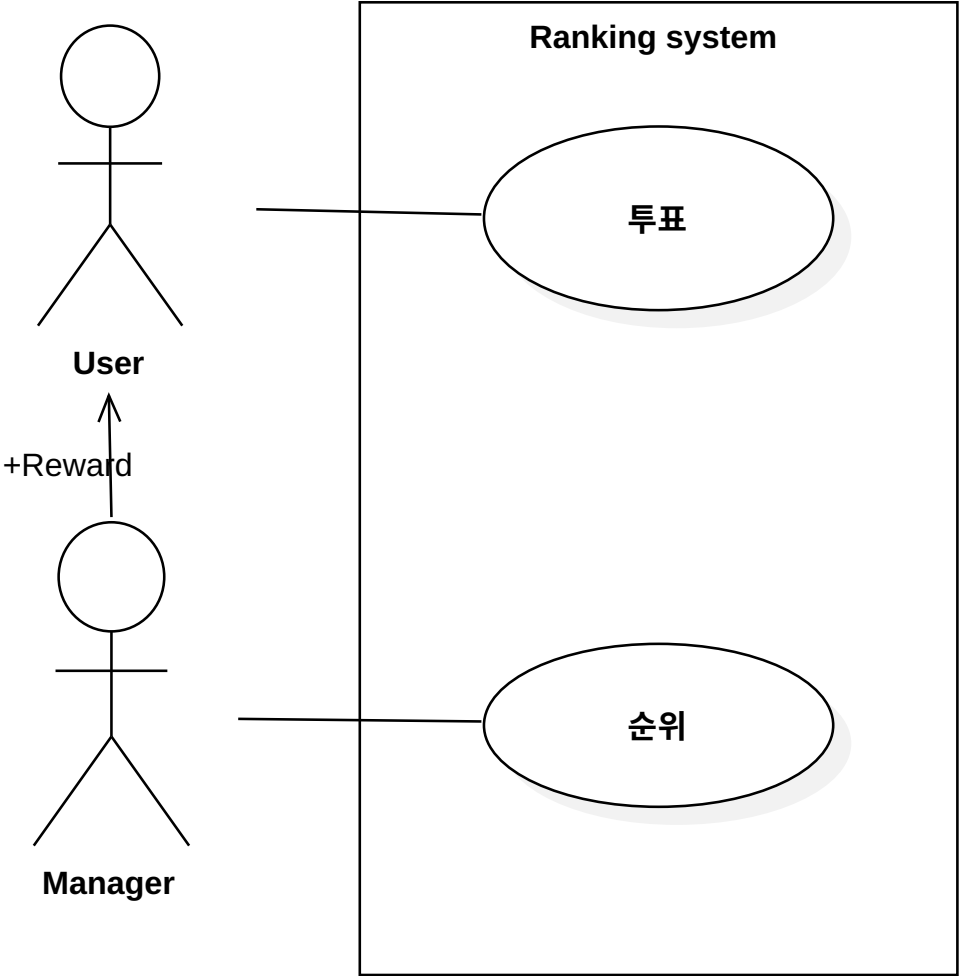 Ranking system
투표
User
+Reward
순위
Manager